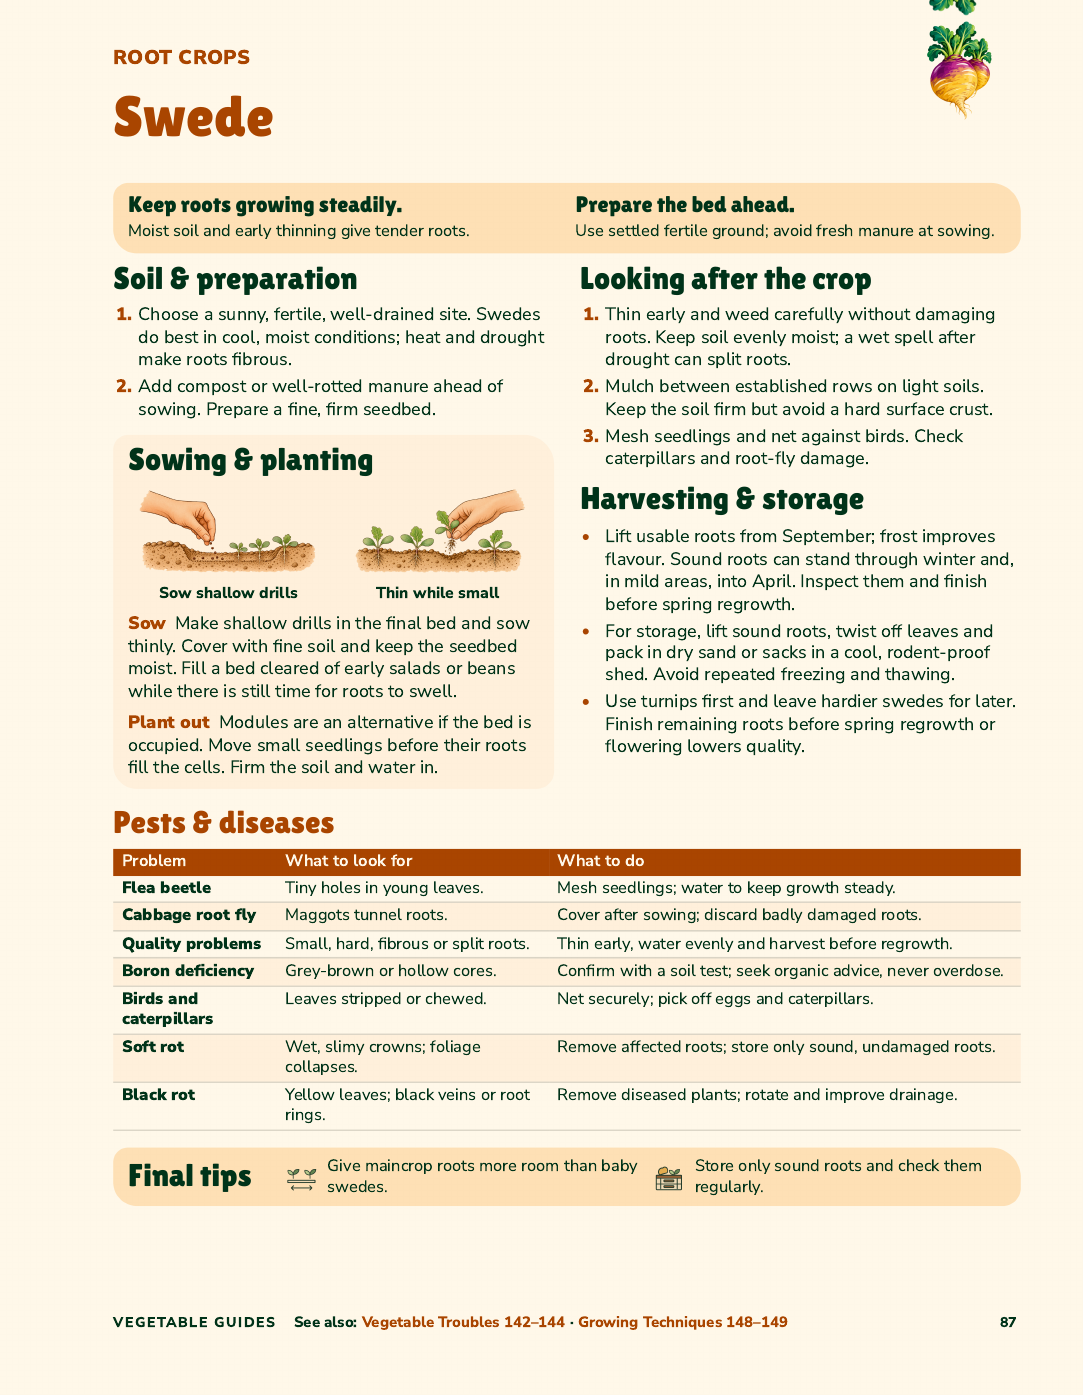 ROOT CROPS
Swede
Keep roots growing steadily.
Moist soil and early thinning give tender roots.
Prepare the bed ahead.
Use settled fertile ground; avoid fresh manure at sowing.
Soil & preparation
1. Choose a sunny, fertile, well-drained site. Swedes
do best in cool, moist conditions; heat and drought
make roots fibrous.
2. Add compost or well-rotted manure ahead of
sowing. Prepare a fine, firm seedbed.
Sowing & planting
Sow shallow drills
Thin while small
Sow Make shallow drills in the final bed and sow
thinly. Cover with fine soil and keep the seedbed
moist. Fill a bed cleared of early salads or beans
while there is still time for roots to swell.
Plant out Modules are an alternative if the bed is
occupied. Move small seedlings before their roots
fill the cells. Firm the soil and water in.
Looking after the crop
1. Thin early and weed carefully without damaging
roots. Keep soil evenly moist; a wet spell after
drought can split roots.
2. Mulch between established rows on light soils.
Keep the soil firm but avoid a hard surface crust.
3. Mesh seedlings and net against birds. Check
caterpillars and root-fly damage.
Harvesting & storage
• Lift usable roots from September; frost improves
flavour. Sound roots can stand through winter and,
in mild areas, into April. Inspect them and finish
before spring regrowth.
• For storage, lift sound roots, twist off leaves and
pack in dry sand or sacks in a cool, rodent-proof
shed. Avoid repeated freezing and thawing.
• Use turnips first and leave hardier swedes for later.
Finish remaining roots before spring regrowth or
flowering lowers quality.
Pests & diseases
Problem What to look for What to do
Flea beetle Tiny holes in young leaves. Mesh seedlings; water to keep growth steady.
Cabbage root fly Maggots tunnel roots. Cover after sowing; discard badly damaged roots.
Quality problems Small, hard, fibrous or split roots. Thin early, water evenly and harvest before regrowth.
Boron deficiency Grey-brown or hollow cores. Confirm with a soil test; seek organic advice, never overdose.
Birds and
caterpillars
Leaves stripped or chewed. Net securely; pick off eggs and caterpillars.
Soft rot
Wet, slimy crowns; foliage
collapses.
Remove affected roots; store only sound, undamaged roots.
Black rot
Yellow leaves; black veins or root
rings.
Remove diseased plants; rotate and improve drainage.
Final tips
Give maincrop roots more room than baby
swedes.
Store only sound roots and check them
regularly.
VEGETABLE GUIDES See also: Vegetable Troubles 142–144 · Growing Techniques 148–149 87